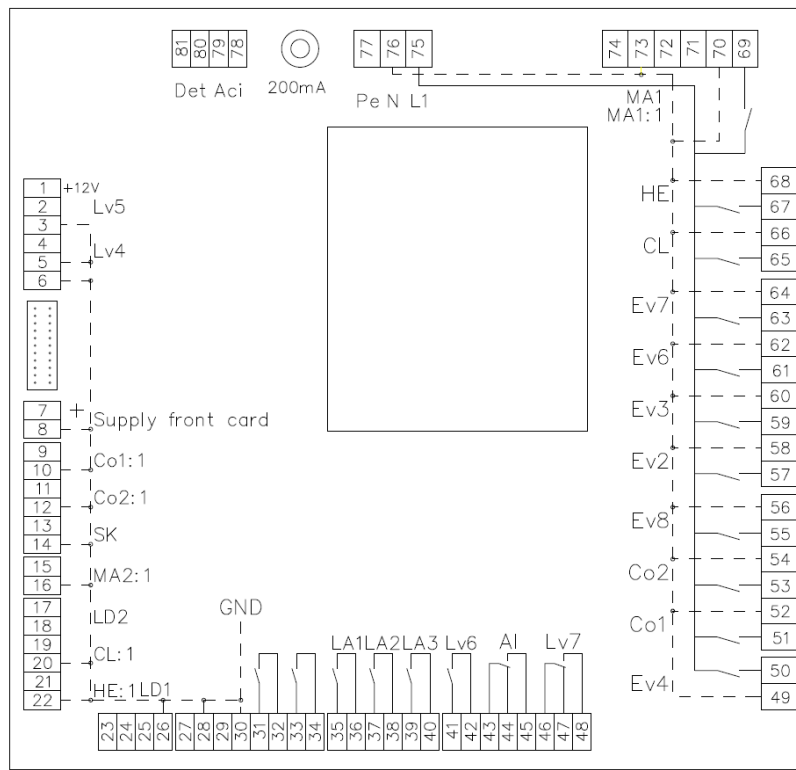 81 80 79 78
200mA
77 76 75
74 73 72 71 70 69
Det Aci
Pe N L1
MA1
MA1:1
1 +12V
2 Lv5
3
4 Lv4
5
6
7 +
8 Supply front card
9
10 Co1:1
11
12 Co2:1
13 SK
14
15
16 MA2:1
17 LD2
18
19
20 CL:1
21
22 HE:1 LD1
GND
LA1 LA2 LA3 Lv6 AI Lv7
23 24 25 26 27 28 29 30 31 32 33 34 35 36 37 38 39 40 41 42 43 44 45 46 47 48
68
HE 67
66
CL 65
64
Ev7 63
62
Ev6 61
60
Ev3 59
58
Ev2 57
56
Ev8 55
54
Co2 53
52
Co1 51
50
Ev4 49